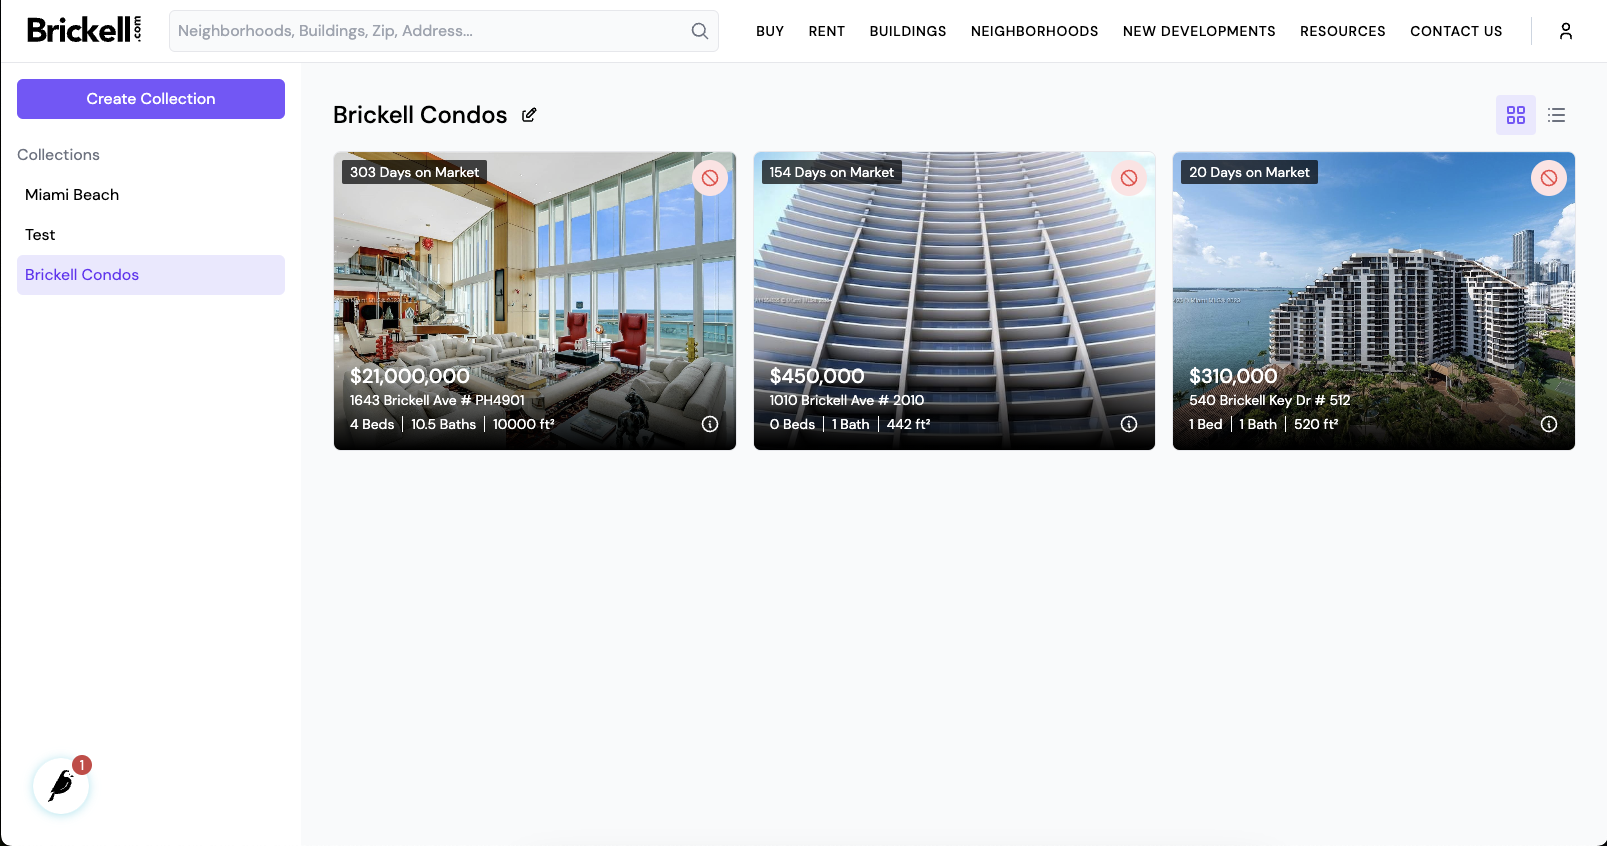 Brickell.com
Neighborhoods, Buildings, Zip, Address...
BUY
RENT
BUILDINGS
NEIGHBORHOODS
NEW DEVELOPMENTS
RESOURCES
CONTACT US
Create Collection
Collections
Miami Beach
Test
Brickell Condos
Brickell Condos
303 Days on Market
$21,000,000
1643 Brickell Ave # PH4901
4 Beds | 10.5 Baths | 10000 ft²
154 Days on Market
$450,000
1010 Brickell Ave # 2010
0 Beds | 1 Bath | 442 ft²
20 Days on Market
$310,000
540 Brickell Key Dr # 512
1 Bed | 1 Bath | 520 ft²
1